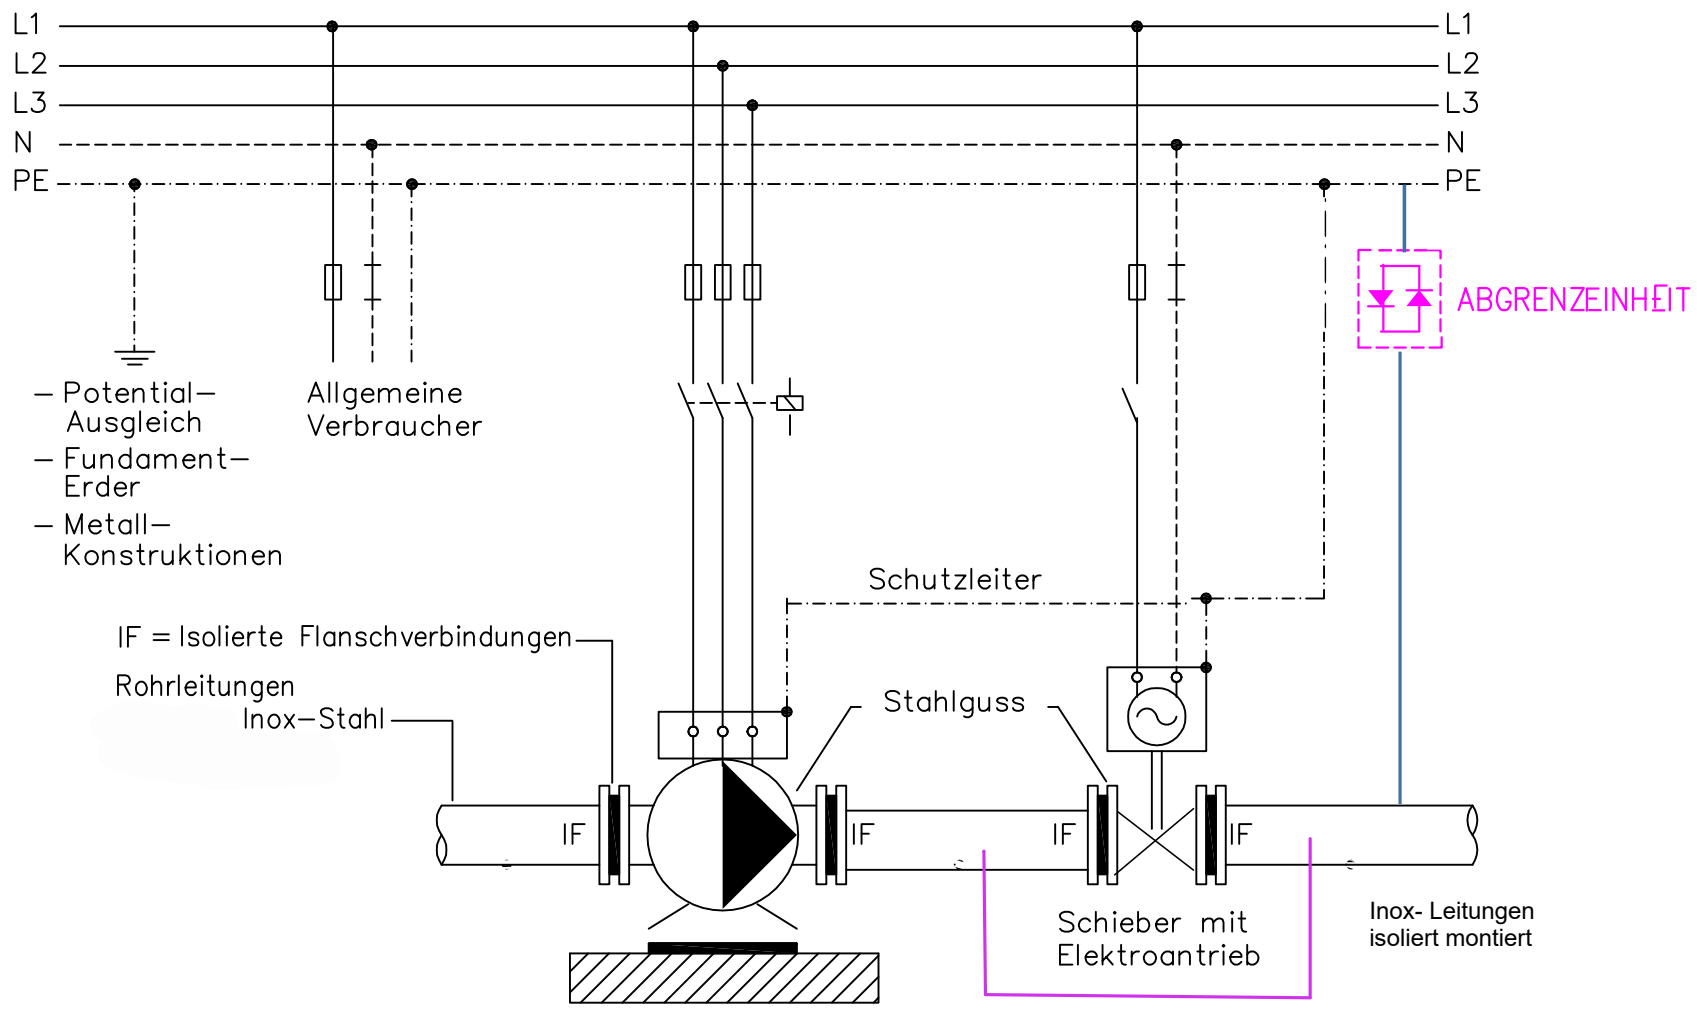 L1
L1
L2
L2
L3
L3
N
N
PE
PE
ABGRENZEINHEIT
– Potential–
Ausgleich
– Fundament–
Erder
– Metall–
Konstruktionen
Allgemeine
Verbraucher
Schutzleiter
IF = Isolierte Flanschverbindungen
Rohrleitungen
Inox–Stahl
Stahlguss
IF
IF
IF
IF
Schieber mit
Elektroantrieb
Inox- Leitungen
isoliert montiert